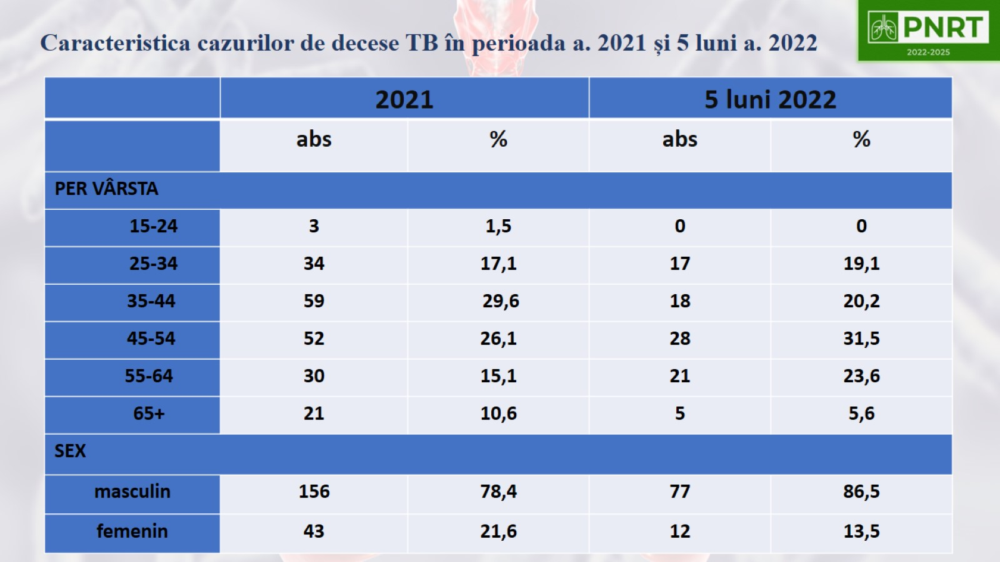 Caracteristica cazurilor de decese TB în perioada a. 2021 și 5 luni a. 2022
PNRT
2022-2025
2021 5 luni 2022
abs % abs %
PER VÂRSTA
15-24 3 1,5 0 0
25-34 34 17,1 17 19,1
35-44 59 29,6 18 20,2
45-54 52 26,1 28 31,5
55-64 30 15,1 21 23,6
65+ 21 10,6 5 5,6
SEX
masculin 156 78,4 77 86,5
femenin 43 21,6 12 13,5